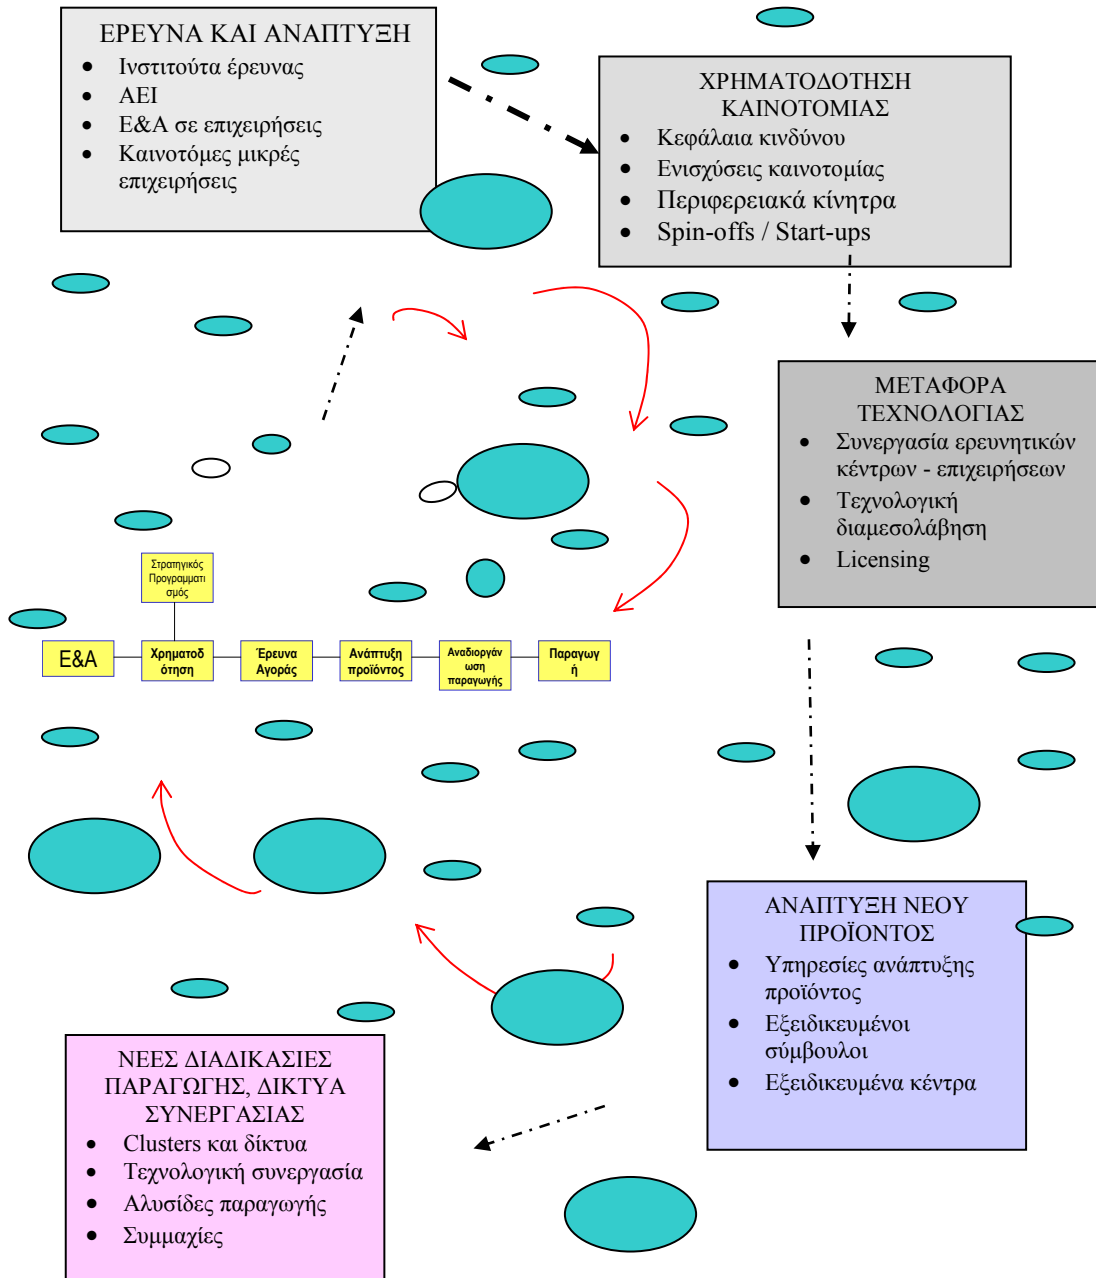 ΕΡΕΥΝΑ ΚΑΙ ΑΝΑΠΤΥΞΗ
• Ινστιτούτα έρευνας
• ΑΕΙ
• Ε&Α σε επιχειρήσεις
• Καινοτόμες μικρές
επιχειρήσεις
ΧΡΗΜΑΤΟΔΟΤΗΣΗ
ΚΑΙΝΟΤΟΜΙΑΣ
• Κεφάλαια κινδύνου
• Ενισχύσεις καινοτομίας
• Περιφερειακά κίνητρα
• Spin-offs / Start-ups
ΜΕΤΑΦΟΡΑ
ΤΕΧΝΟΛΟΓΙΑΣ
• Συνεργασία ερευνητικών
κέντρων - επιχειρήσεων
• Τεχνολογική
διαμεσολάβηση
• Licensing
Στρατηγικός
Προγραμματι
σμός
Ε&Α
Χρηματοδ
ότηση
Έρευνα
Αγοράς
Ανάπτυξη
προϊόντος
Αναδιοργάν
ωση
παραγωγής
Παραγωγ
ή
ΑΝΑΠΤΥΞΗ ΝΕΟΥ
ΠΡΟΪΟΝΤΟΣ
• Υπηρεσίες ανάπτυξης
προϊόντος
• Εξειδικευμένοι
σύμβουλοι
• Εξειδικευμένα κέντρα
ΝΕΕΣ ΔΙΑΔΙΚΑΣΙΕΣ
ΠΑΡΑΓΩΓΗΣ, ΔΙΚΤΥΑ
ΣΥΝΕΡΓΑΣΙΑΣ
• Clusters και δίκτυα
• Τεχνολογική συνεργασία
• Αλυσίδες παραγωγής
• Συμμαχίες